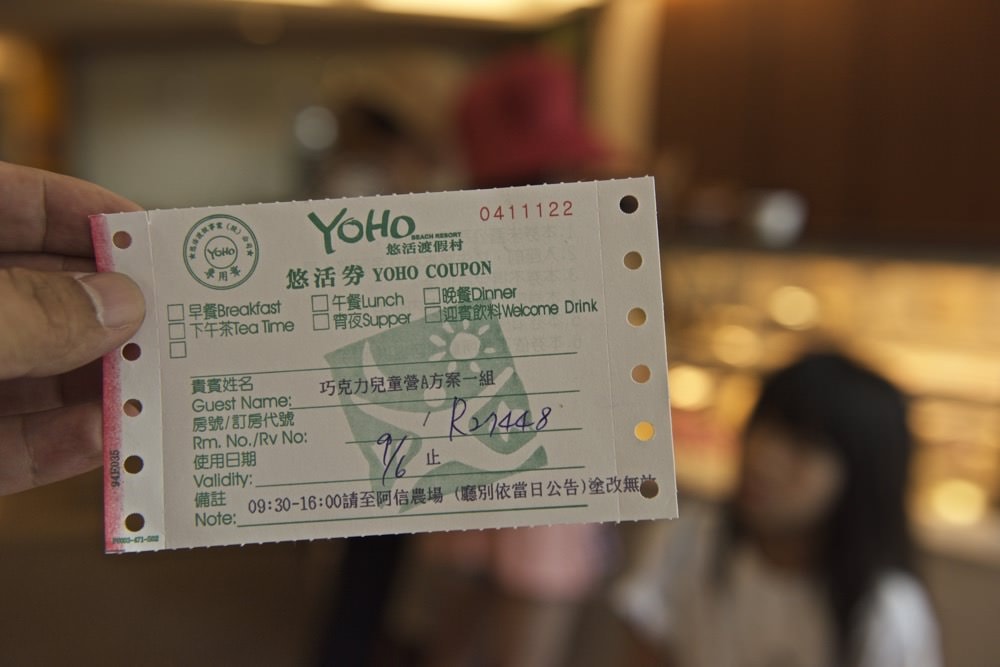 YOHO
BEACH RESORT
悠活渡假村
0411122
YOHO
專用章
悠活券 YOHO COUPON
早餐Breakfast 午餐Lunch 晚餐Dinner
下午茶Tea Time 宵夜Supper 迎賓飲料Welcome Drink
貴賓姓名 巧克力兒童營A方案一組
Guest Name:
房號/訂房代號
Rm. No./Rv No: / R27448
使用日期
Validity: 9/6 止
備註
Note: 09:30-16:00請至阿信農場 (廳別依當日公告)塗改無效